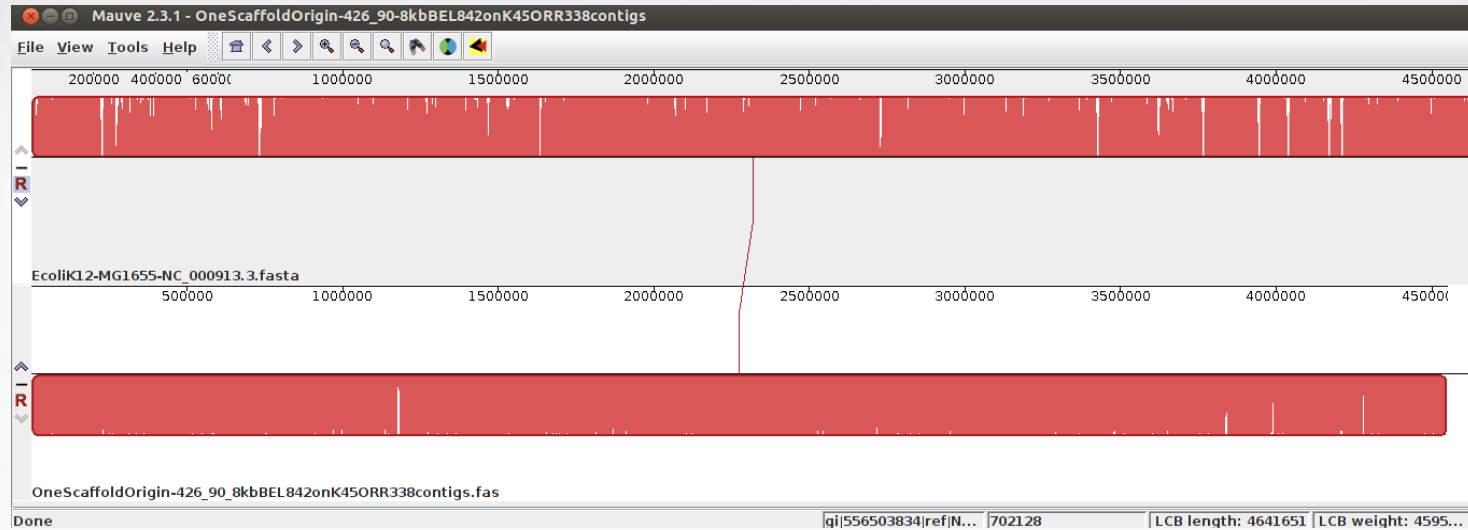 Mauve 2.3.1 - OneScaffoldOrigin-426_90-8kbBEL842onK45ORR338contigs
File View Tools Help
200000 400000 6000( 1000000 1500000 2000000 2500000 3000000 3500000 4000000 4500000
R
EcoliK12-MG1655-NC_000913.3.fasta
500000 1000000 1500000 2000000 2500000 3000000 3500000 4000000 450000
R
OneScaffoldOrigin-426_90_8kbBEL842onK45ORR338contigs.fas
Done gi|556503834|ref|N... 702128 LCB length: 4641651 LCB weight: 4595...